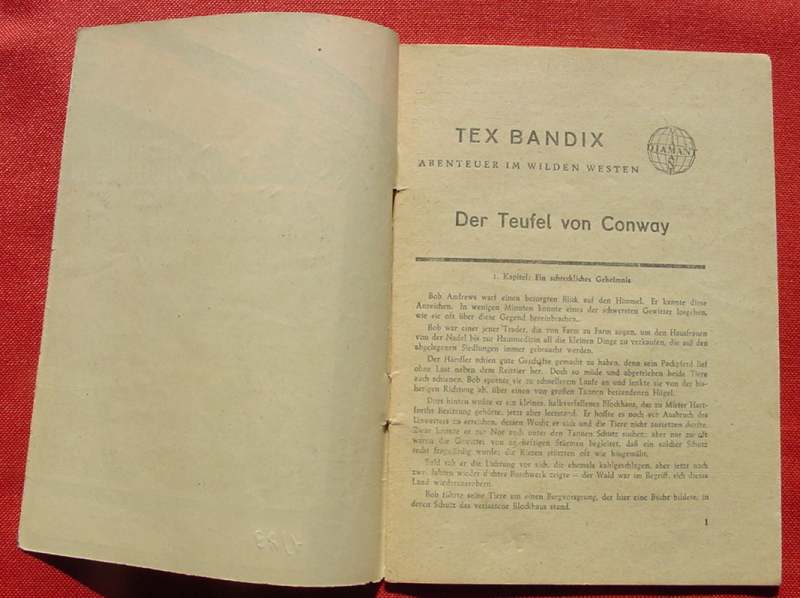 TEX BANDIX
ABENTEUER IM WILDEN WESTEN
DIAMANT
Der Teufel von Conway
1. Kapitel: Ein schreckliches Geheimnis
Bob Andrews warf einen besorgten Blick auf den Himmel. Er kannte diese
Anzeichen. In wenigen Minuten konnte eines der schwersten Gewitter losgehen,
wie sie oft über diese Gegend hereinbrachen.
Bob war einer jener Trader, die von Farm zu Farm zogen, um den Hausfrauen
von der Nadel bis zur Hausmedizin all die kleinen Dinge zu verkaufen, die auf den
abgelegenen Siedlungen immer gebraucht werden.
Der Händler schien gute Geschäfte gemacht zu haben, denn sein Packpferd lief
ohne Last neben dem Reittier her. Doch so müde und abgetrieben beide Tiere
auch schienen, Bob spornte sie zu schnellerem Laufe an und lenkte sie von der bis-
herigen Richtung ab, über einen von großen Tannen bestandenen Hügel.
Dort hinten wußte er ein kleines, halbverfallenes Blockhaus, das zu Mister Hart-
forths Besitzung gehörte, jetzt aber leerstand. Er hoffte es noch vor Ausbruch des
Unwetters zu erreichen, dessen Wucht er sich und die Tiere nicht aussetzen durfte.
Zwar konnte er zur Not auch unter den Tannen Schutz suchen, aber nur zu oft
waren die Gewitter von so heftigen Stürmen begleitet, daß ein solcher Schutz
recht fragwürdig wurde; die Riesen stürzten oft wie hingemäht.
Bald sah er die Lichtung vor sich, die ehemals kahlgeschlagen, aber jetzt nach
zwei Jahren wieder dichtes Buschwerk zeigte – der Wald war im Begriff, sich dieses
Land wiederzuerobern.
Bob führte seine Tiere um einen Bergvorsprung, der hier eine Bucht bildete, in
deren Schutz das verlassene Blockhaus stand.
1